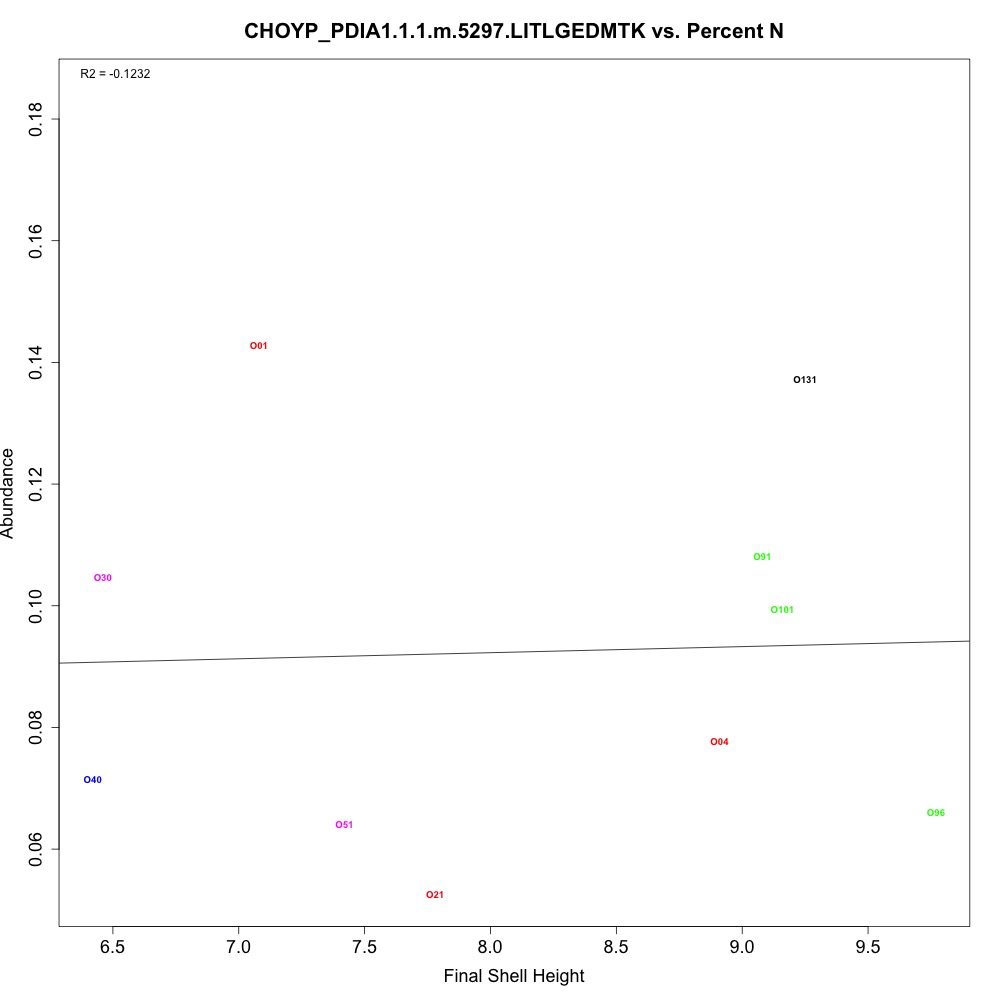 CHOYP_PDIA1.1.1.m.5297.LITLGEDMTK vs. Percent N
R2 = -0.1232
0.18
0.16
0.14
0.12
0.10
0.08
0.06
Abundance
O01
O131
O91
O30
O101
O04
O40
O96
O51
O21
6.5 7.0 7.5 8.0 8.5 9.0 9.5
Final Shell Height